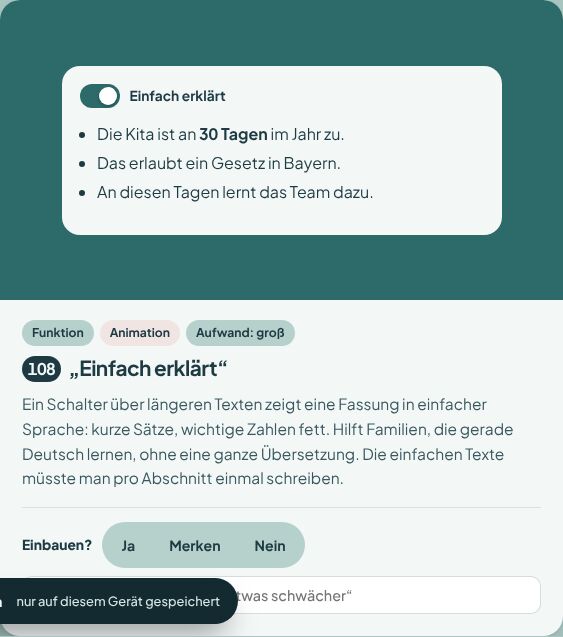 Einfach erklärt
Die Kita ist an 30 Tagen im Jahr zu.
Das erlaubt ein Gesetz in Bayern.
An diesen Tagen lernt das Team dazu.
Funktion Animation Aufwand: groß
108 „Einfach erklärt“
Ein Schalter über längeren Texten zeigt eine Fassung in einfacher
Sprache: kurze Sätze, wichtige Zahlen fett. Hilft Familien, die gerade
Deutsch lernen, ohne eine ganze Übersetzung. Die einfachen Texte
müsste man pro Abschnitt einmal schreiben.
Einbauen? Ja Merken Nein
nur auf diesem Gerät gespeichert
schwächer“